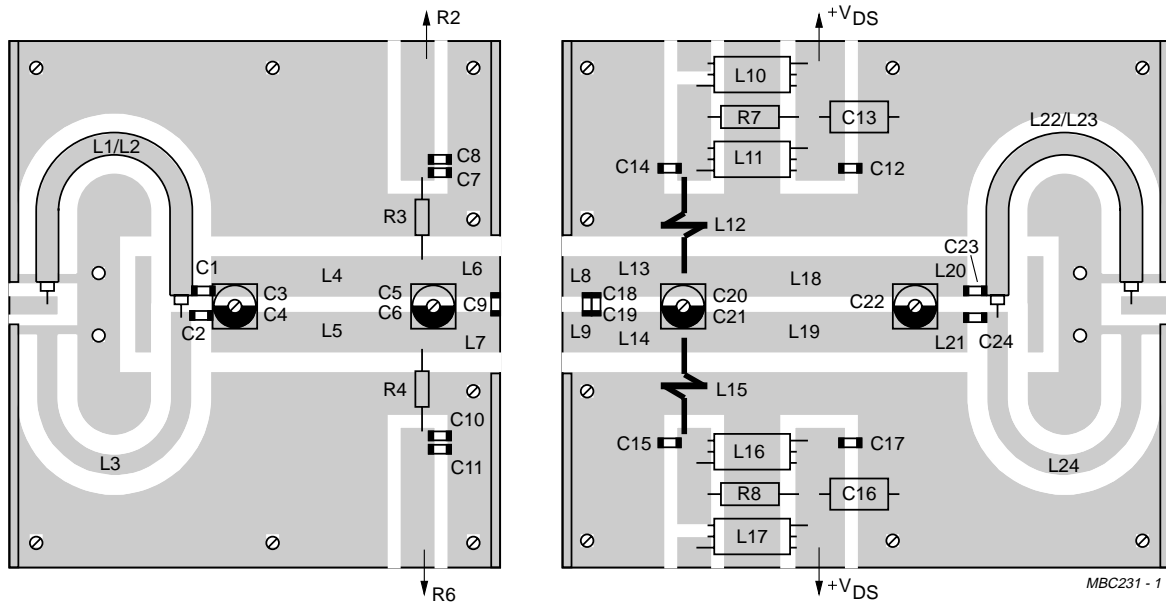 R2
+VDS
L10
L1/L2
R7
C13
L22/L23
C8
C7
L11
C14
C12
R3
L12
C23
C1
L4
L6
L8
L13
L18
L20
C3
C4
C5
C6
C9
C18
C19
C20
C21
C22
C2
L5
L7
L9
L14
L19
L21
C24
R4
L15
C10
C11
C15
L16
C17
L3
L24
R8
C16
L17
R6
+VDS
MBC231 - 1